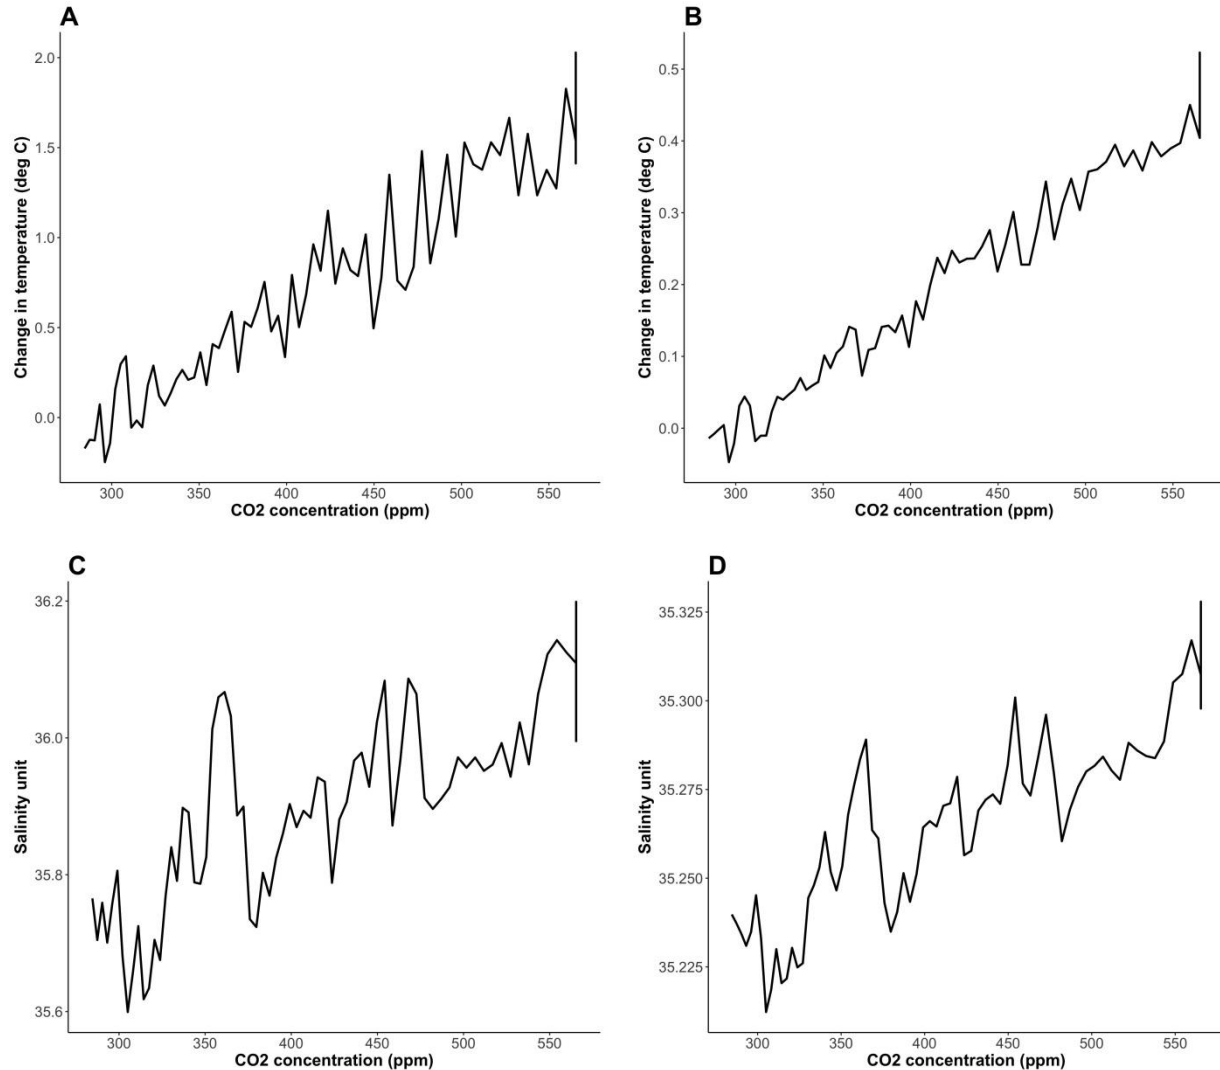 A
2.0
1.5
1.0
0.5
0.0
Change in temperature (deg C)
300 350 400 450 500 550
CO2 concentration (ppm)
B
0.5
0.4
0.3
0.2
0.1
0.0
Change in temperature (deg C)
300 350 400 450 500 550
CO2 concentration (ppm)
C
36.2
36.0
35.8
35.6
Salinity unit
300 350 400 450 500 550
CO2 concentration (ppm)
D
35.325
35.300
35.275
35.250
35.225
Salinity unit
300 350 400 450 500 550
CO2 concentration (ppm)